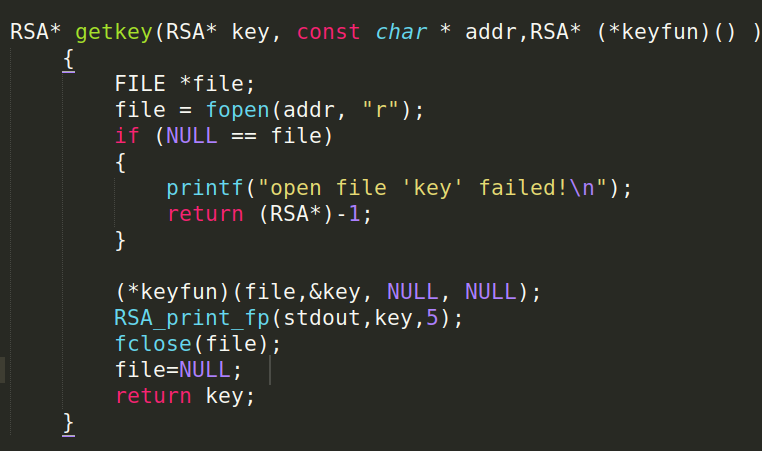 RSA* getkey(RSA* key, const char * addr,RSA* (*keyfun)() )
{
FILE *file;
file = fopen(addr, "r");
if (NULL == file)
{
printf("open file 'key' failed!\n");
return (RSA*)-1;
}
(*keyfun)(file,&key, NULL, NULL);
RSA_print_fp(stdout,key,5);
fclose(file);
file=NULL;
return key;
}